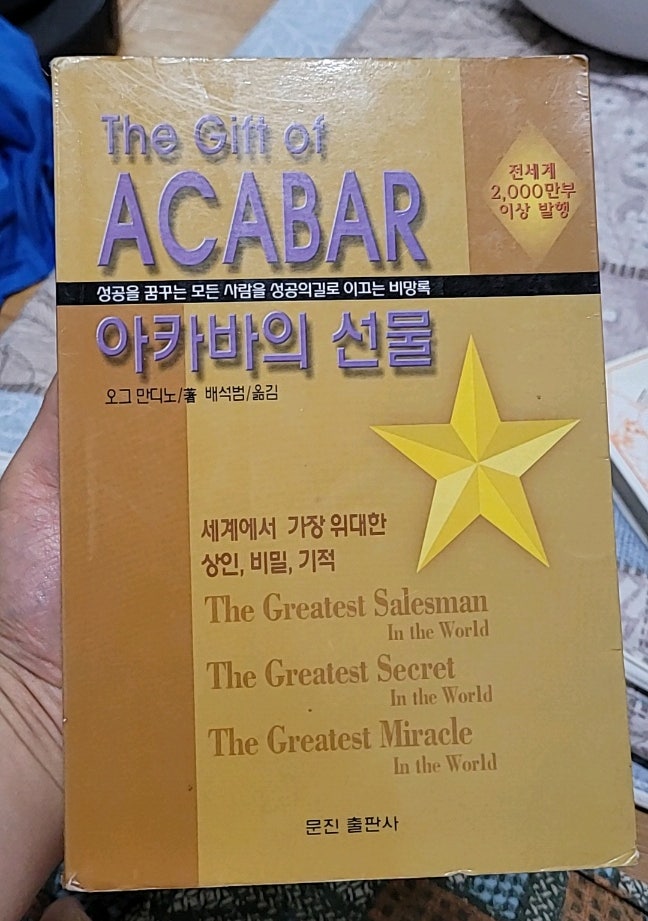 The Gift of
ACABAR
전세계
2,000만부
이상 발행
성공을 꿈꾸는 모든 사람을 성공의길로 이끄는 비망록
아카바의 선물
오그 만디노/著 배석범/옮김
세계에서 가장 위대한
상인, 비밀, 기적
The Greatest Salesman
In the World
The Greatest Secret
In the World
The Greatest Miracle
In the World
문진 출판사